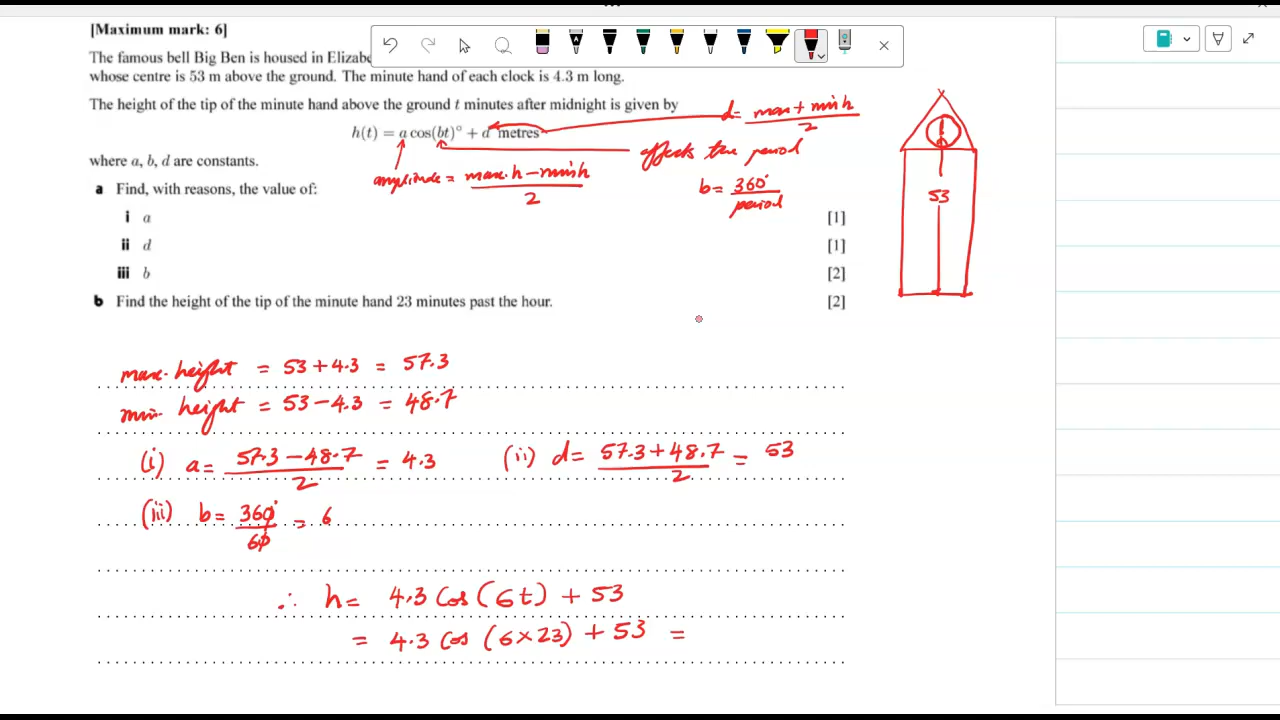 [Maximum mark: 6]
The famous bell Big Ben is housed in Elizabe
whose centre is 53 m above the ground. The minute hand of each clock is 4.3 m long.
The height of the tip of the minute hand above the ground t minutes after midnight is given by
d = max + min h / 2
h(t) = a cos(bt)° + d metres
affects the period
where a, b, d are constants.
amplitude = max. h − min h / 2
b = 360° / period
53
a Find, with reasons, the value of:
i a [1]
ii d [1]
iii b [2]
b Find the height of the tip of the minute hand 23 minutes past the hour. [2]
max. height = 53 + 4.3 = 57.3
min. height = 53 − 4.3 = 48.7
(i) a = 57.3 − 48.7 / 2 = 4.3 (ii) d = 57.3 + 48.7 / 2 = 53
(iii) b = 360° / 60 = 6
∴ h = 4.3 cos (6t) + 53
= 4.3 cos (6 × 23) + 53 =